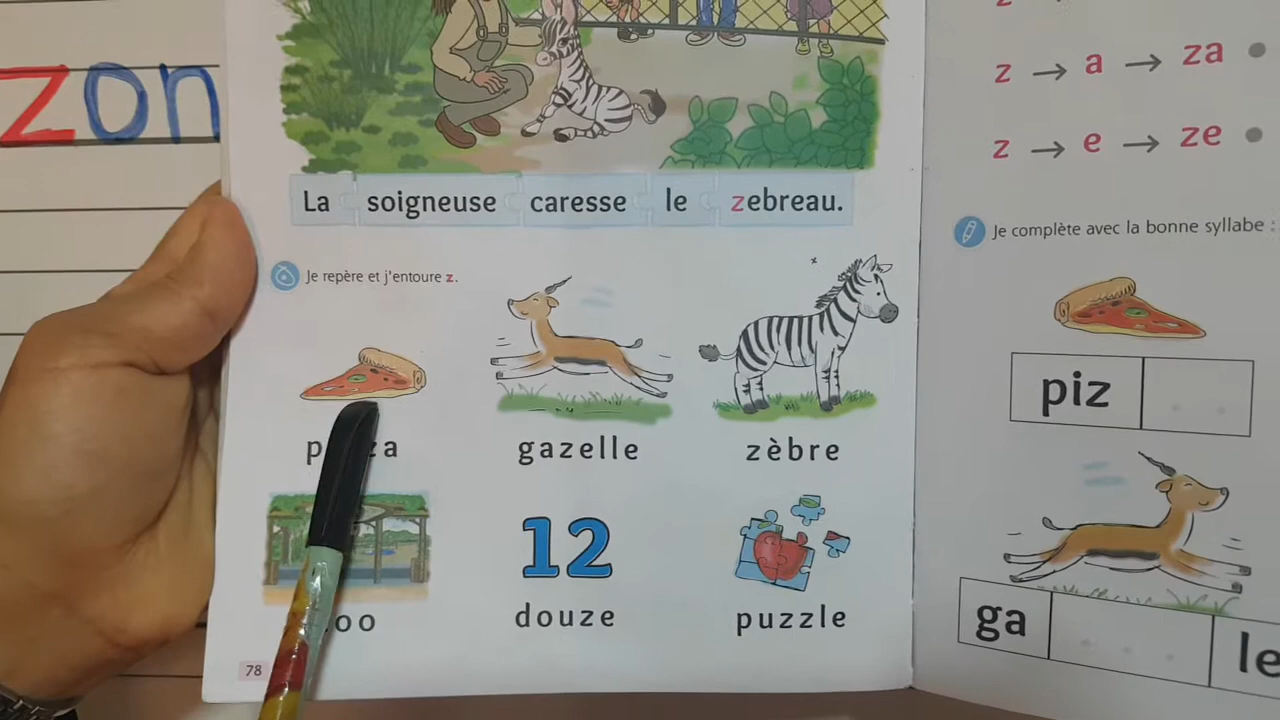 zon
La soigneuse caresse le zebreau.
Je repère et j'entoure z.
gazelle zèbre
12
douze puzzle
78
z → a → za
z → e → ze
Je complète avec la bonne syllabe :
piz
ga le